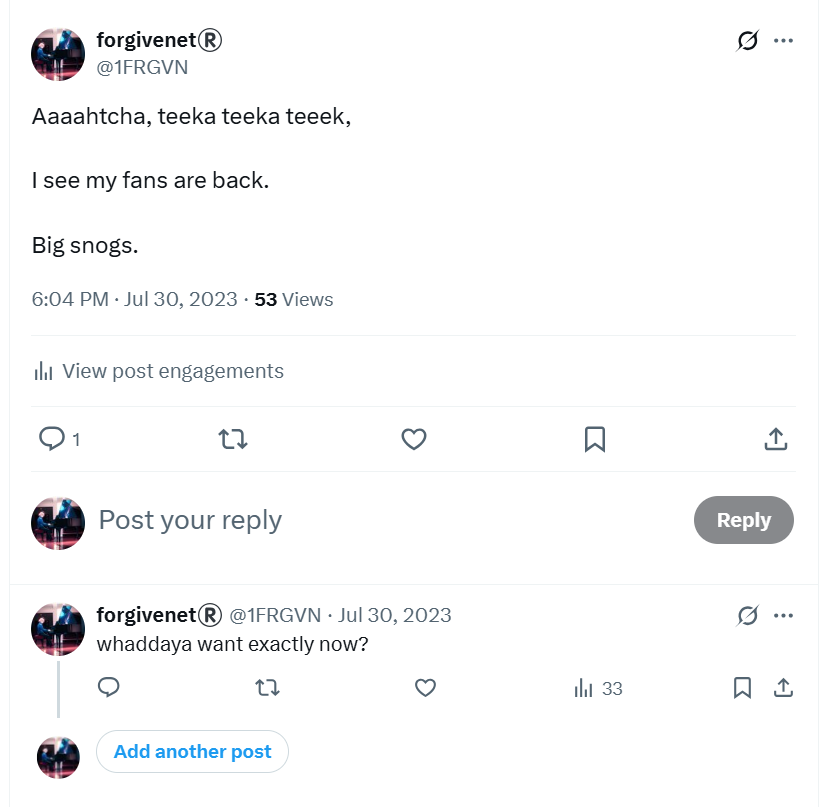 forgivenet®
@1FRGVN
Aaaahtcha, teeka teeka teeek,
I see my fans are back.
Big snogs.
6:04 PM · Jul 30, 2023 · 53 Views
View post engagements
1
Post your reply
Reply
forgivenet® @1FRGVN · Jul 30, 2023
whaddaya want exactly now?
33
Add another post